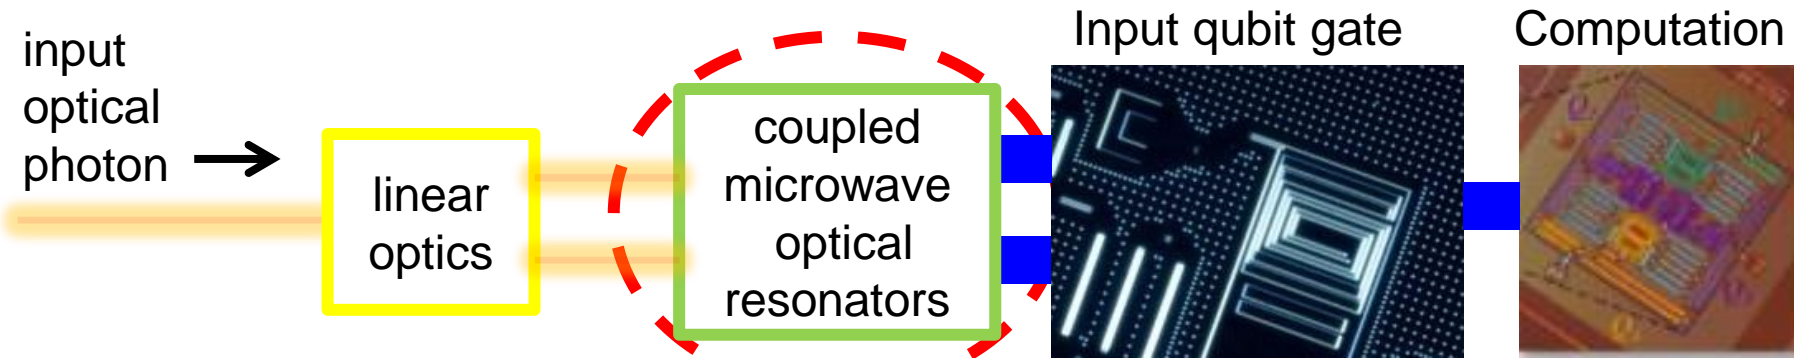 input
optical
photon
linear
optics
coupled
microwave
optical
resonators
Input qubit gate
Computation